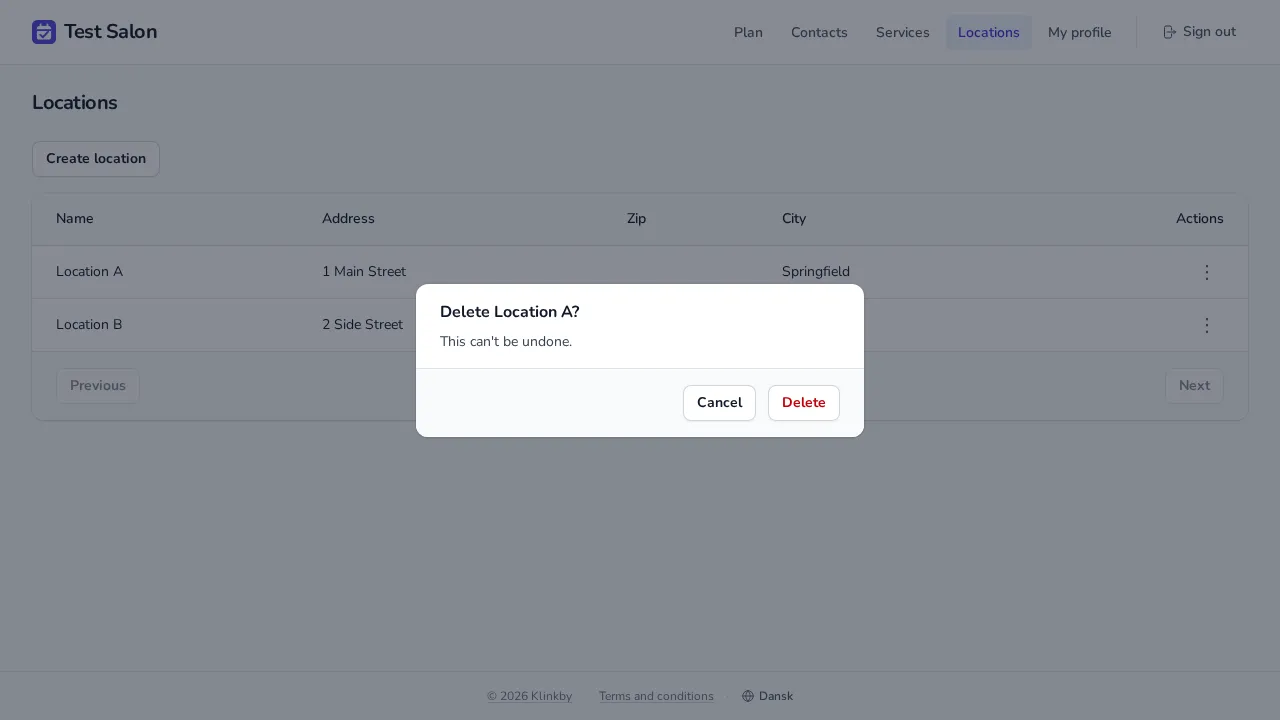 Test Salon
Plan
Contacts
Services
Locations
My profile
Sign out
Locations
Create location
Name Address Zip City Actions
Location A 1 Main Street Springfield
Location B 2 Side Street
Delete Location A?
This can't be undone.
Cancel
Delete
Previous
Next
© 2026 Klinkby
Terms and conditions
Dansk